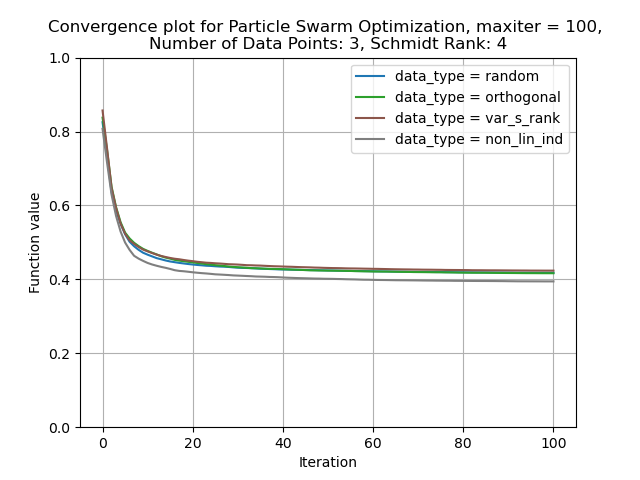 Convergence plot for Particle Swarm Optimization, maxiter = 100,
Number of Data Points: 3, Schmidt Rank: 4
data_type = random
data_type = orthogonal
data_type = var_s_rank
data_type = non_lin_ind
Function value
1.0
0.8
0.6
0.4
0.2
0.0
0 20 40 60 80 100
Iteration